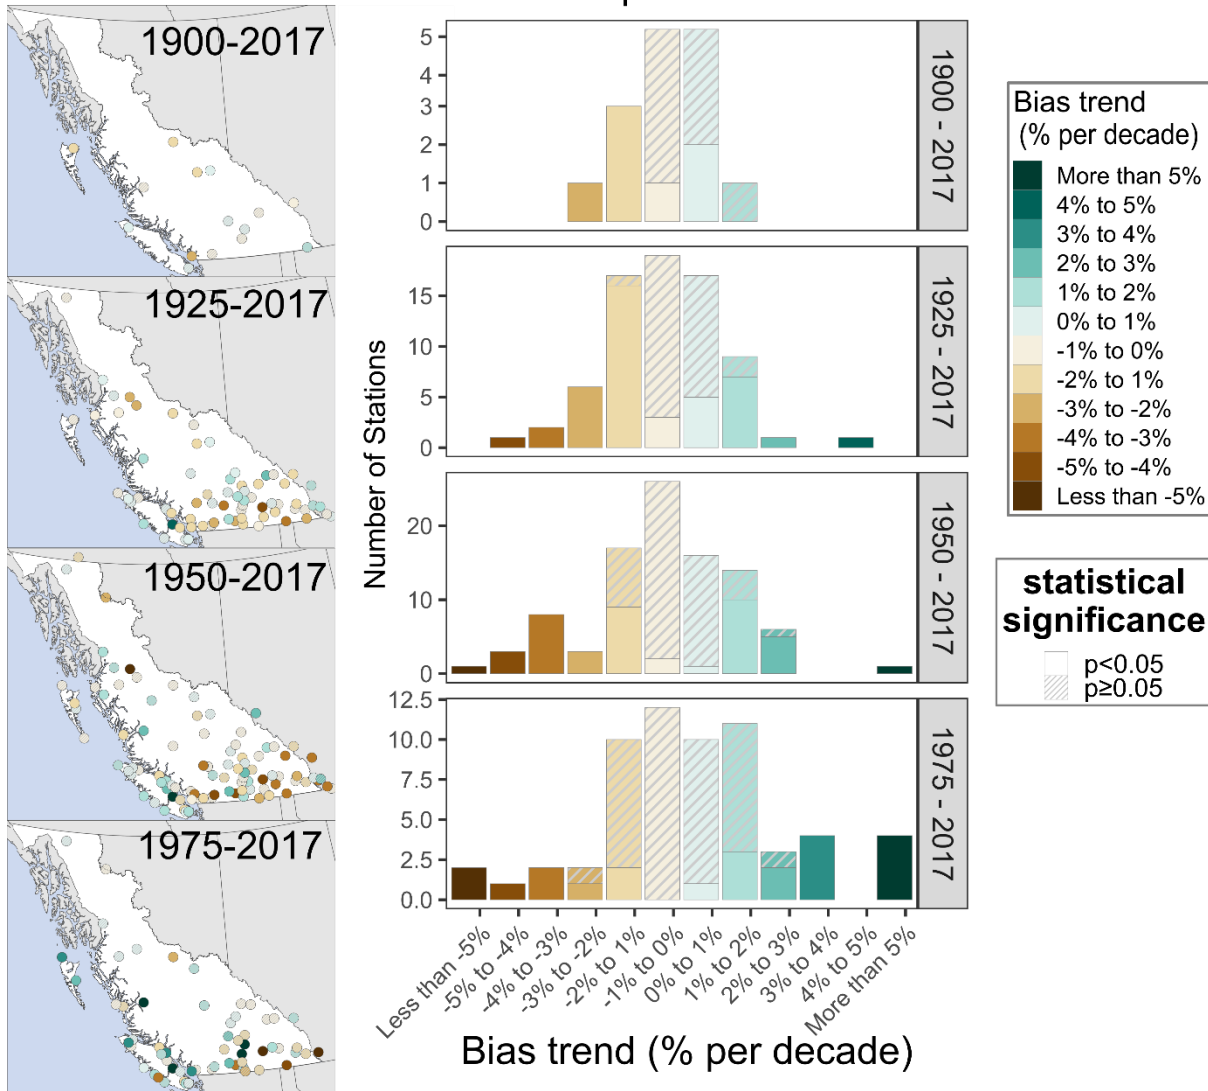 1900-2017
1925-2017
1950-2017
1975-2017
Number of Stations
5
4
3
2
1
0
1900 - 2017
15
10
5
0
1925 - 2017
20
10
0
1950 - 2017
12.5
10.0
7.5
5.0
2.5
0.0
1975 - 2017
Less than -5%
-5% to -4%
-4% to -3%
-3% to -2%
-2% to 1%
-1% to 0%
0% to 1%
1% to 2%
2% to 3%
3% to 4%
4% to 5%
More than 5%
Bias trend (% per decade)
Bias trend
(% per decade)
More than 5%
4% to 5%
3% to 4%
2% to 3%
1% to 2%
0% to 1%
-1% to 0%
-2% to 1%
-3% to -2%
-4% to -3%
-5% to -4%
Less than -5%
statistical
significance
p<0.05
p≥0.05